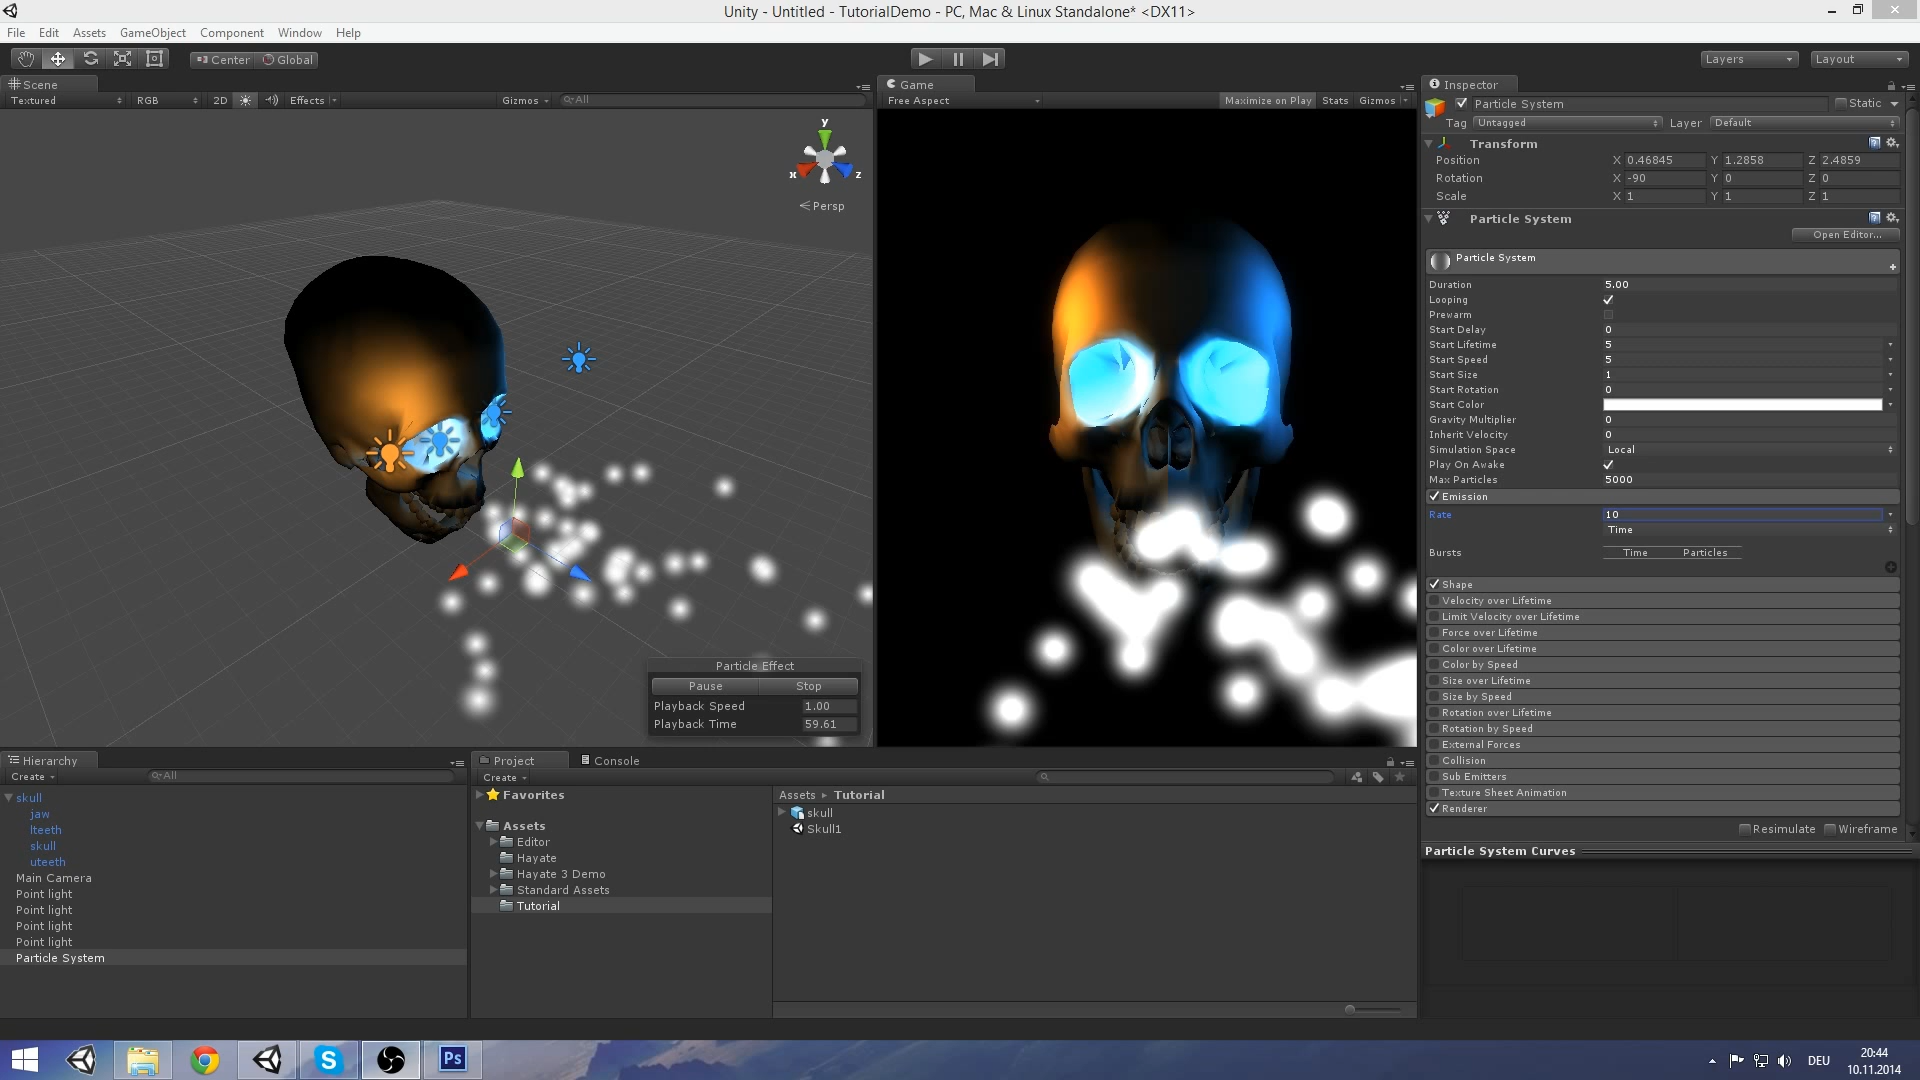 Unity - Untitled - TutorialDemo - PC, Mac & Linux Standalone* <DX11>
File Edit Assets GameObject Component Window Help
Center Global
Layers Layout
Scene
Textured RGB 2D Effects Gizmos All
y
x z
Persp
Particle Effect
Pause Stop
Playback Speed 1.00
Playback Time 59.61
Game
Free Aspect Maximize on Play Stats Gizmos
Inspector
Particle System Static
Tag Untagged Layer Default
Transform
Position X 0.46845 Y 1.2858 Z 2.4859
Rotation X -90 Y 0 Z 0
Scale X 1 Y 1 Z 1
Particle System
Open Editor...
Particle System
Duration 5.00
Looping
Prewarm
Start Delay 0
Start Lifetime 5
Start Speed 5
Start Size 1
Start Rotation 0
Start Color
Gravity Multiplier 0
Inherit Velocity 0
Simulation Space Local
Play On Awake
Max Particles 5000
Emission
Rate 10
Time
Bursts Time Particles
Shape
Velocity over Lifetime
Limit Velocity over Lifetime
Force over Lifetime
Color over Lifetime
Color by Speed
Size over Lifetime
Size by Speed
Rotation over Lifetime
Rotation by Speed
External Forces
Collision
Sub Emitters
Texture Sheet Animation
Renderer
Resimulate Wireframe
Particle System Curves
Hierarchy
Create All
skull
jaw
lteeth
skull
uteeth
Main Camera
Point light
Point light
Point light
Point light
Particle System
Project Console
Create
Favorites
Assets
Editor
Hayate
Hayate 3 Demo
Standard Assets
Tutorial
Assets Tutorial
skull
Skull1
S Ps DEU 20:44
10.11.2014